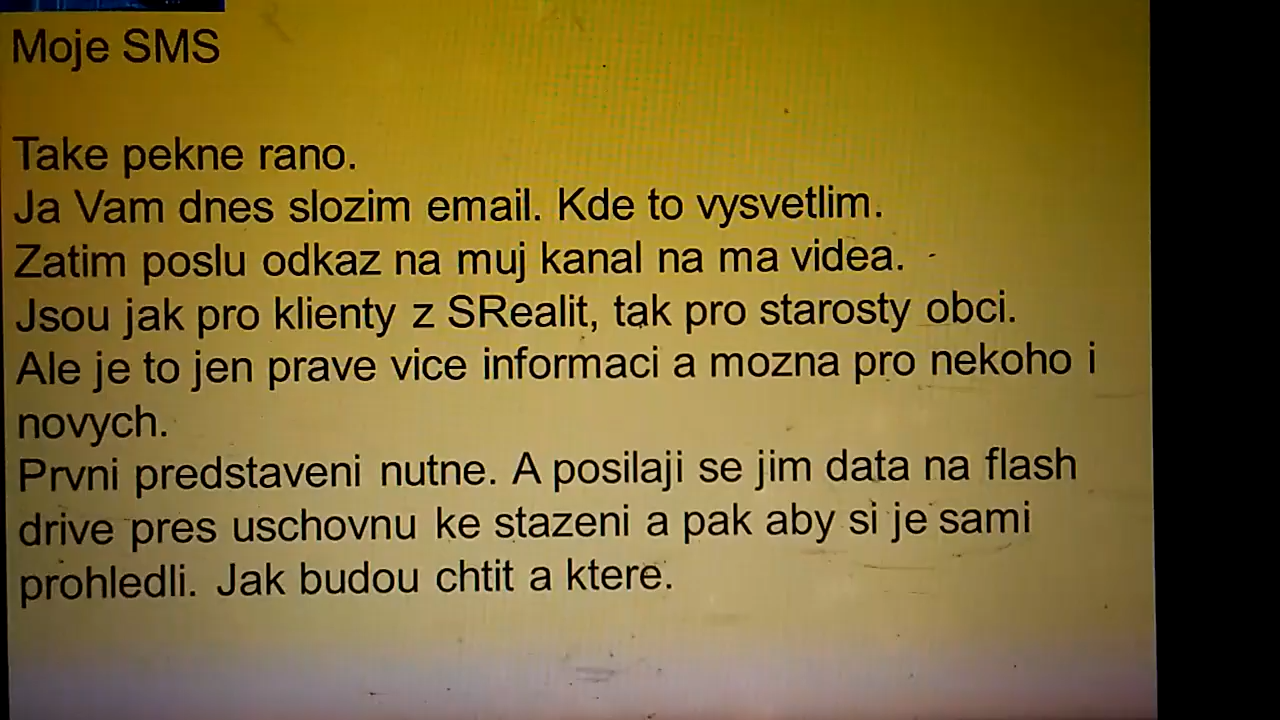 Moje SMS
Take pekne rano.
Ja Vam dnes slozim email. Kde to vysvetlim.
Zatim poslu odkaz na muj kanal na ma videa.
Jsou jak pro klienty z SRealit, tak pro starosty obci.
Ale je to jen prave vice informaci a mozna pro nekoho i
novych.
Prvni predstaveni nutne. A posilaji se jim data na flash
drive pres uschovnu ke stazeni a pak aby si je sami
prohledli. Jak budou chtit a ktere.